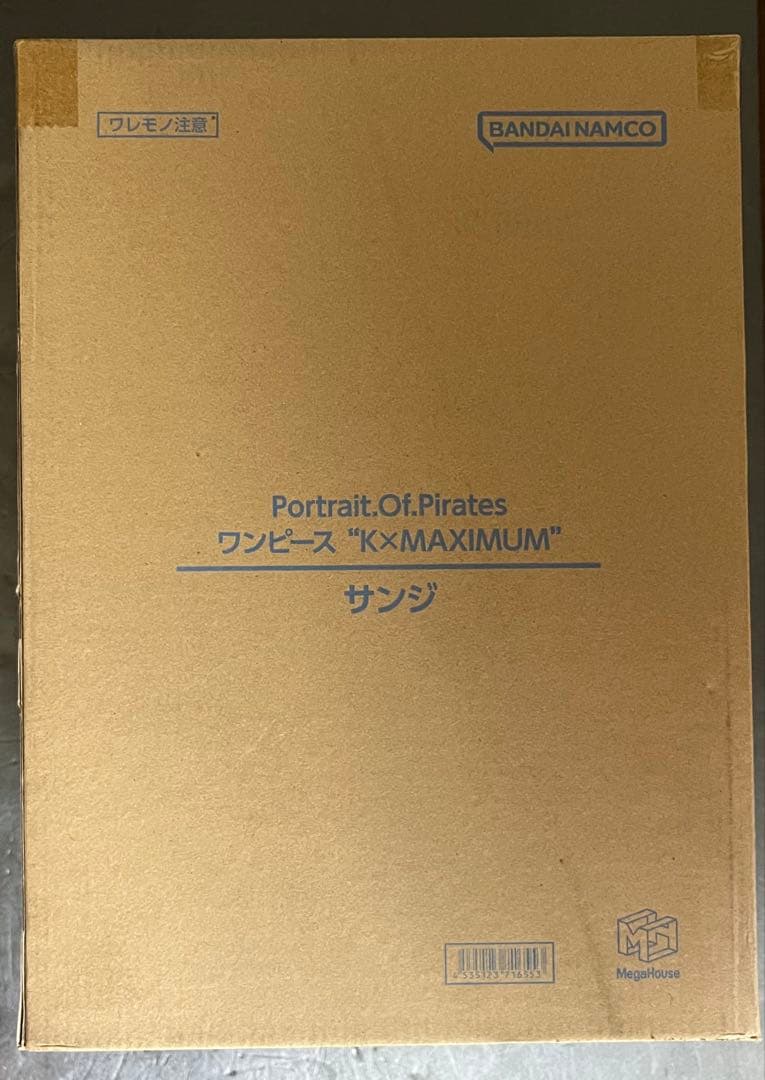 ワレモノ注意
BANDAI NAMCO
Portrait.Of.Pirates
ワンピース “K×MAXIMUM”
サンジ
4535123716553
MegaHouse